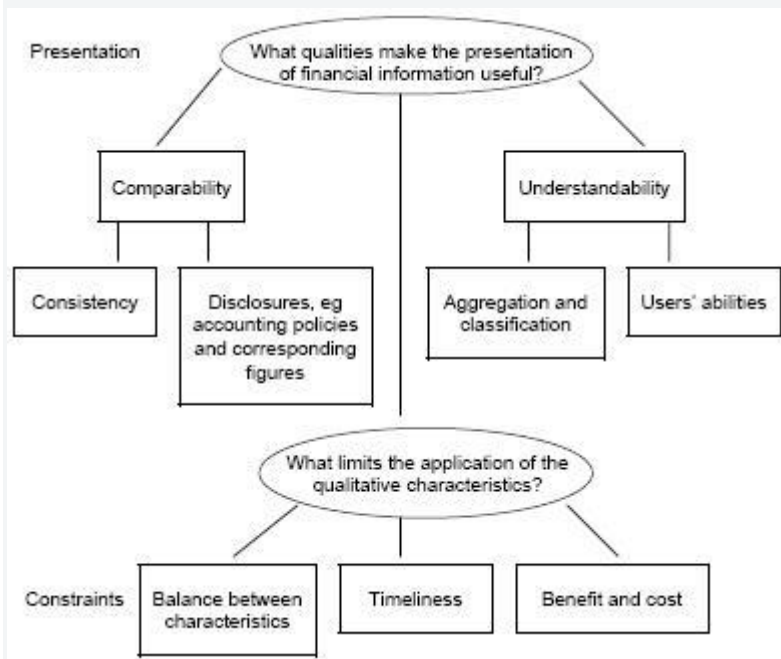 Presentation
What qualities make the presentation
of financial information useful?
Comparability
Understandability
Consistency
Disclosures, eg
accounting policies
and corresponding
figures
Aggregation and
classification
Users' abilities
What limits the application of the
qualitative characteristics?
Constraints
Balance between
characteristics
Timeliness
Benefit and cost